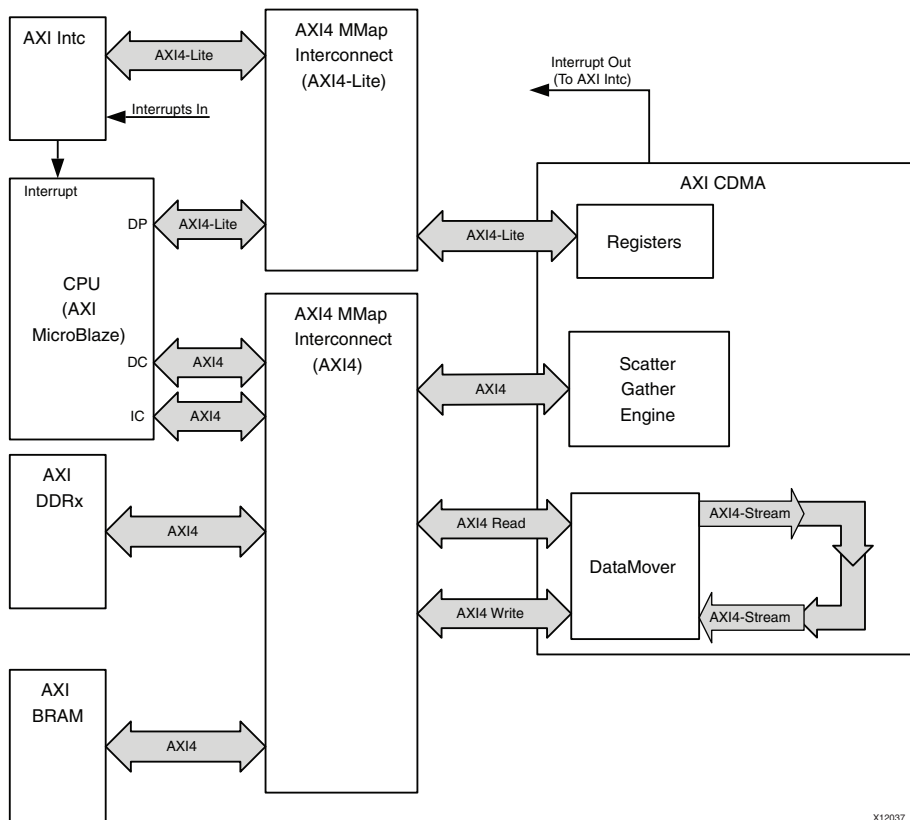 AXI Intc
AXI4-Lite
AXI4 MMap
Interconnect
(AXI4-Lite)
Interrupts In
Interrupt Out
(To AXI Intc)
Interrupt
DP
AXI4-Lite
CPU
(AXI
MicroBlaze)
DC
AXI4
IC
AXI4
AXI4-Lite
AXI CDMA
Registers
AXI4 MMap
Interconnect
(AXI4)
AXI4
Scatter
Gather
Engine
AXI
DDRx
AXI4
AXI4 Read
AXI4 Write
DataMover
AXI4-Stream
AXI4-Stream
AXI
BRAM
AXI4
X12037